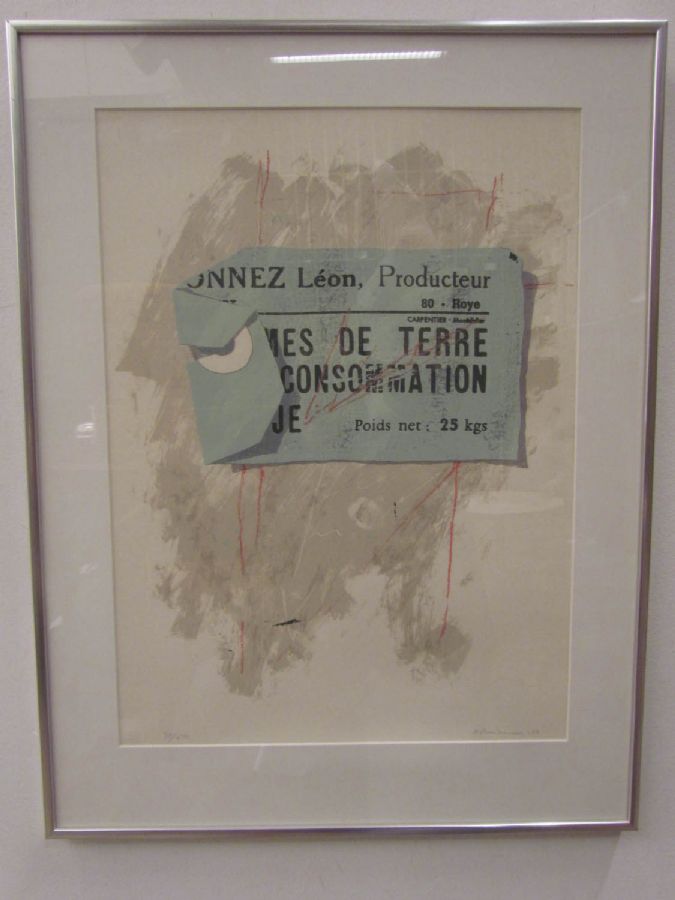 ONNEZ Léon, Producteur
80 - Roye
CARPENTIER
MES DE TERRE
CONSOMMATION
JE
Poids net : 25 kgs